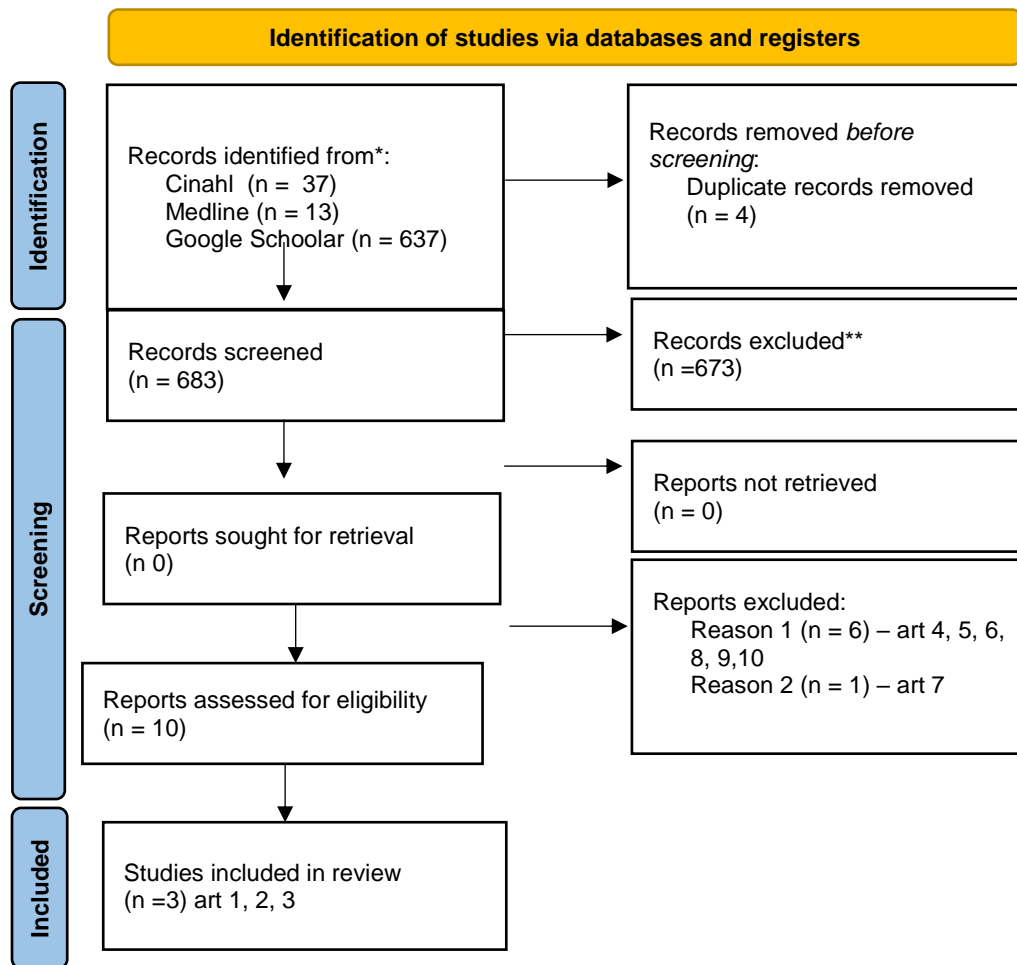 Identification of studies via databases and registers
Identification
Records identified from*:
Cinahl (n = 37)
Medline (n = 13)
Google Schoolar (n = 637)
Records removed before
screening:
Duplicate records removed
(n = 4)
Screening
Records screened
(n = 683)
Records excluded**
(n =673)
Reports sought for retrieval
(n 0)
Reports not retrieved
(n = 0)
Reports assessed for eligibility
(n = 10)
Reports excluded:
Reason 1 (n = 6) – art 4, 5, 6,
8, 9,10
Reason 2 (n = 1) – art 7
Included
Studies included in review
(n =3) art 1, 2, 3